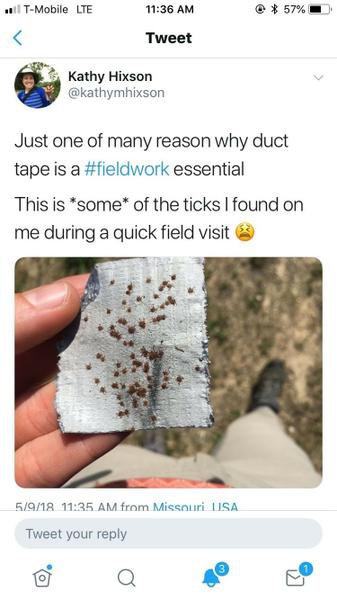 T-Mobile LTE 11:36 AM 57%
Tweet
Kathy Hixson
@kathymhixson
Just one of many reason why duct
tape is a #fieldwork essential
This is *some* of the ticks I found on
me during a quick field visit 😫
5/9/18, 11:35 AM from Missouri, USA
Tweet your reply
3
1